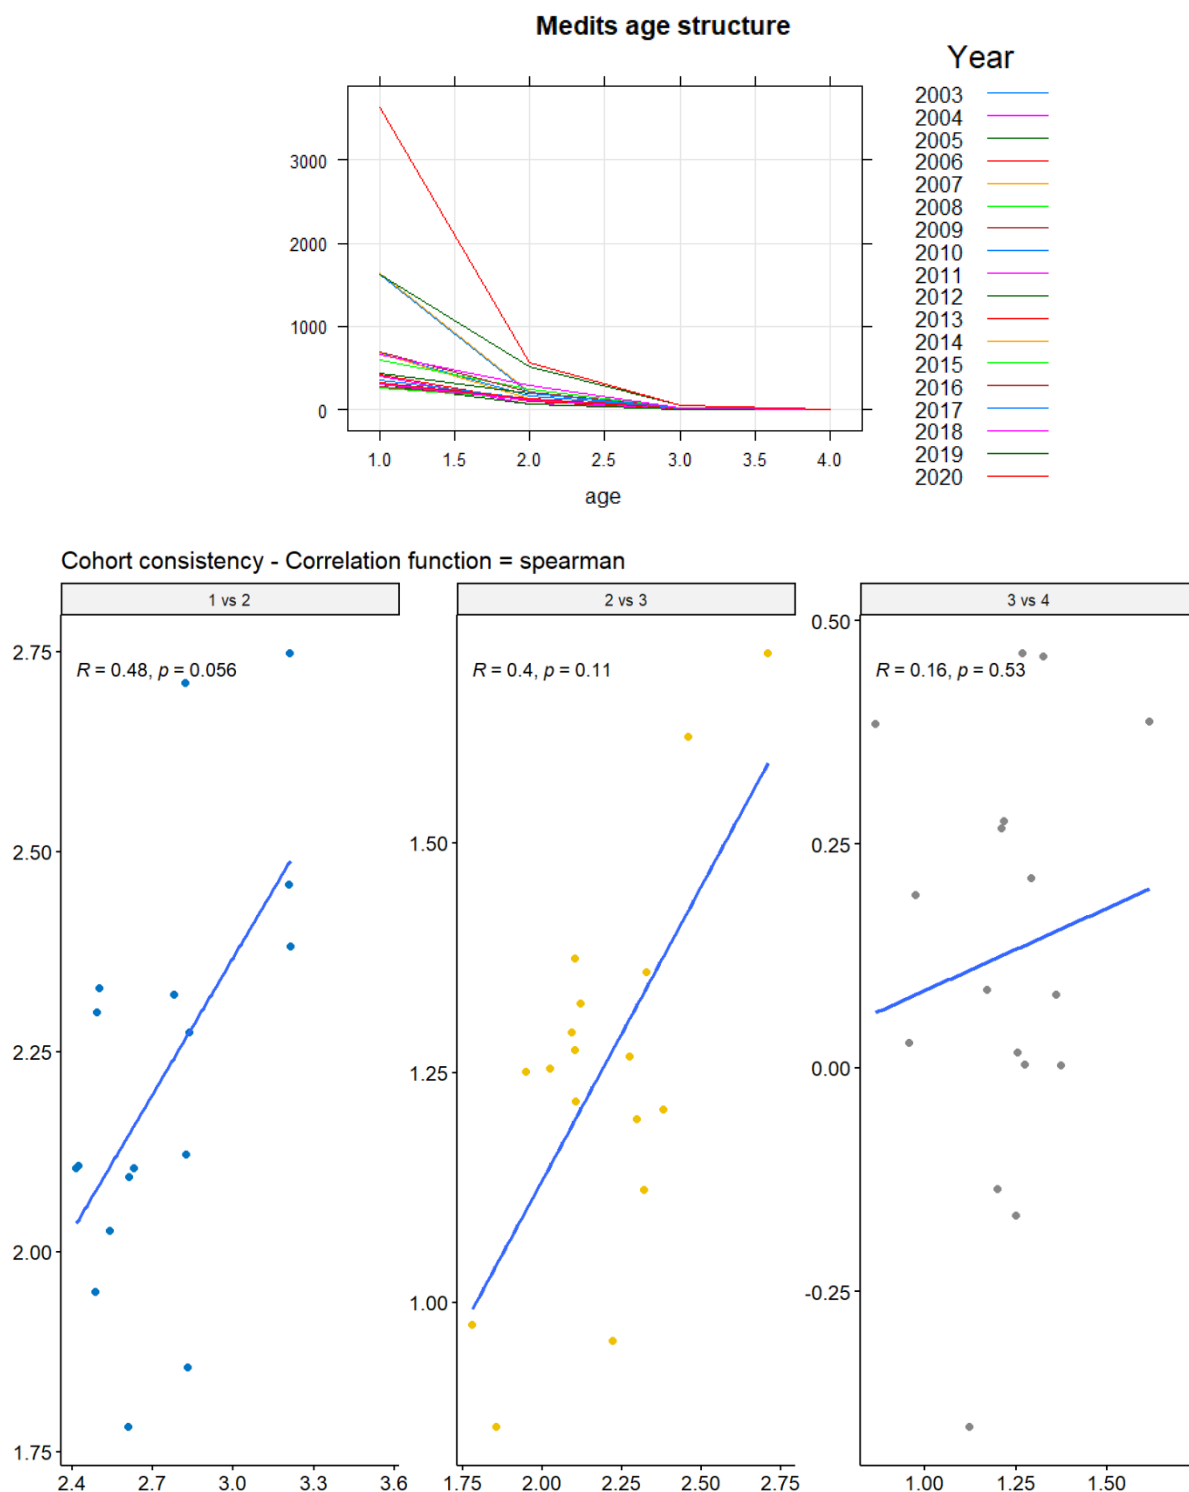 Medits age structure
Year
2003
2004
2005
2006
2007
2008
2009
2010
2011
2012
2013
2014
2015
2016
2017
2018
2019
2020
3000
2000
1000
0
1.0 1.5 2.0 2.5 3.0 3.5 4.0
age
Cohort consistency - Correlation function = spearman
1 vs 2
R = 0.48, p = 0.056
2.75
2.50
2.25
2.00
1.75
2.4 2.7 3.0 3.3 3.6
2 vs 3
R = 0.4, p = 0.11
1.50
1.25
1.00
1.75 2.00 2.25 2.50 2.75
3 vs 4
R = 0.16, p = 0.53
0.50
0.25
0.00
-0.25
1.00 1.25 1.50